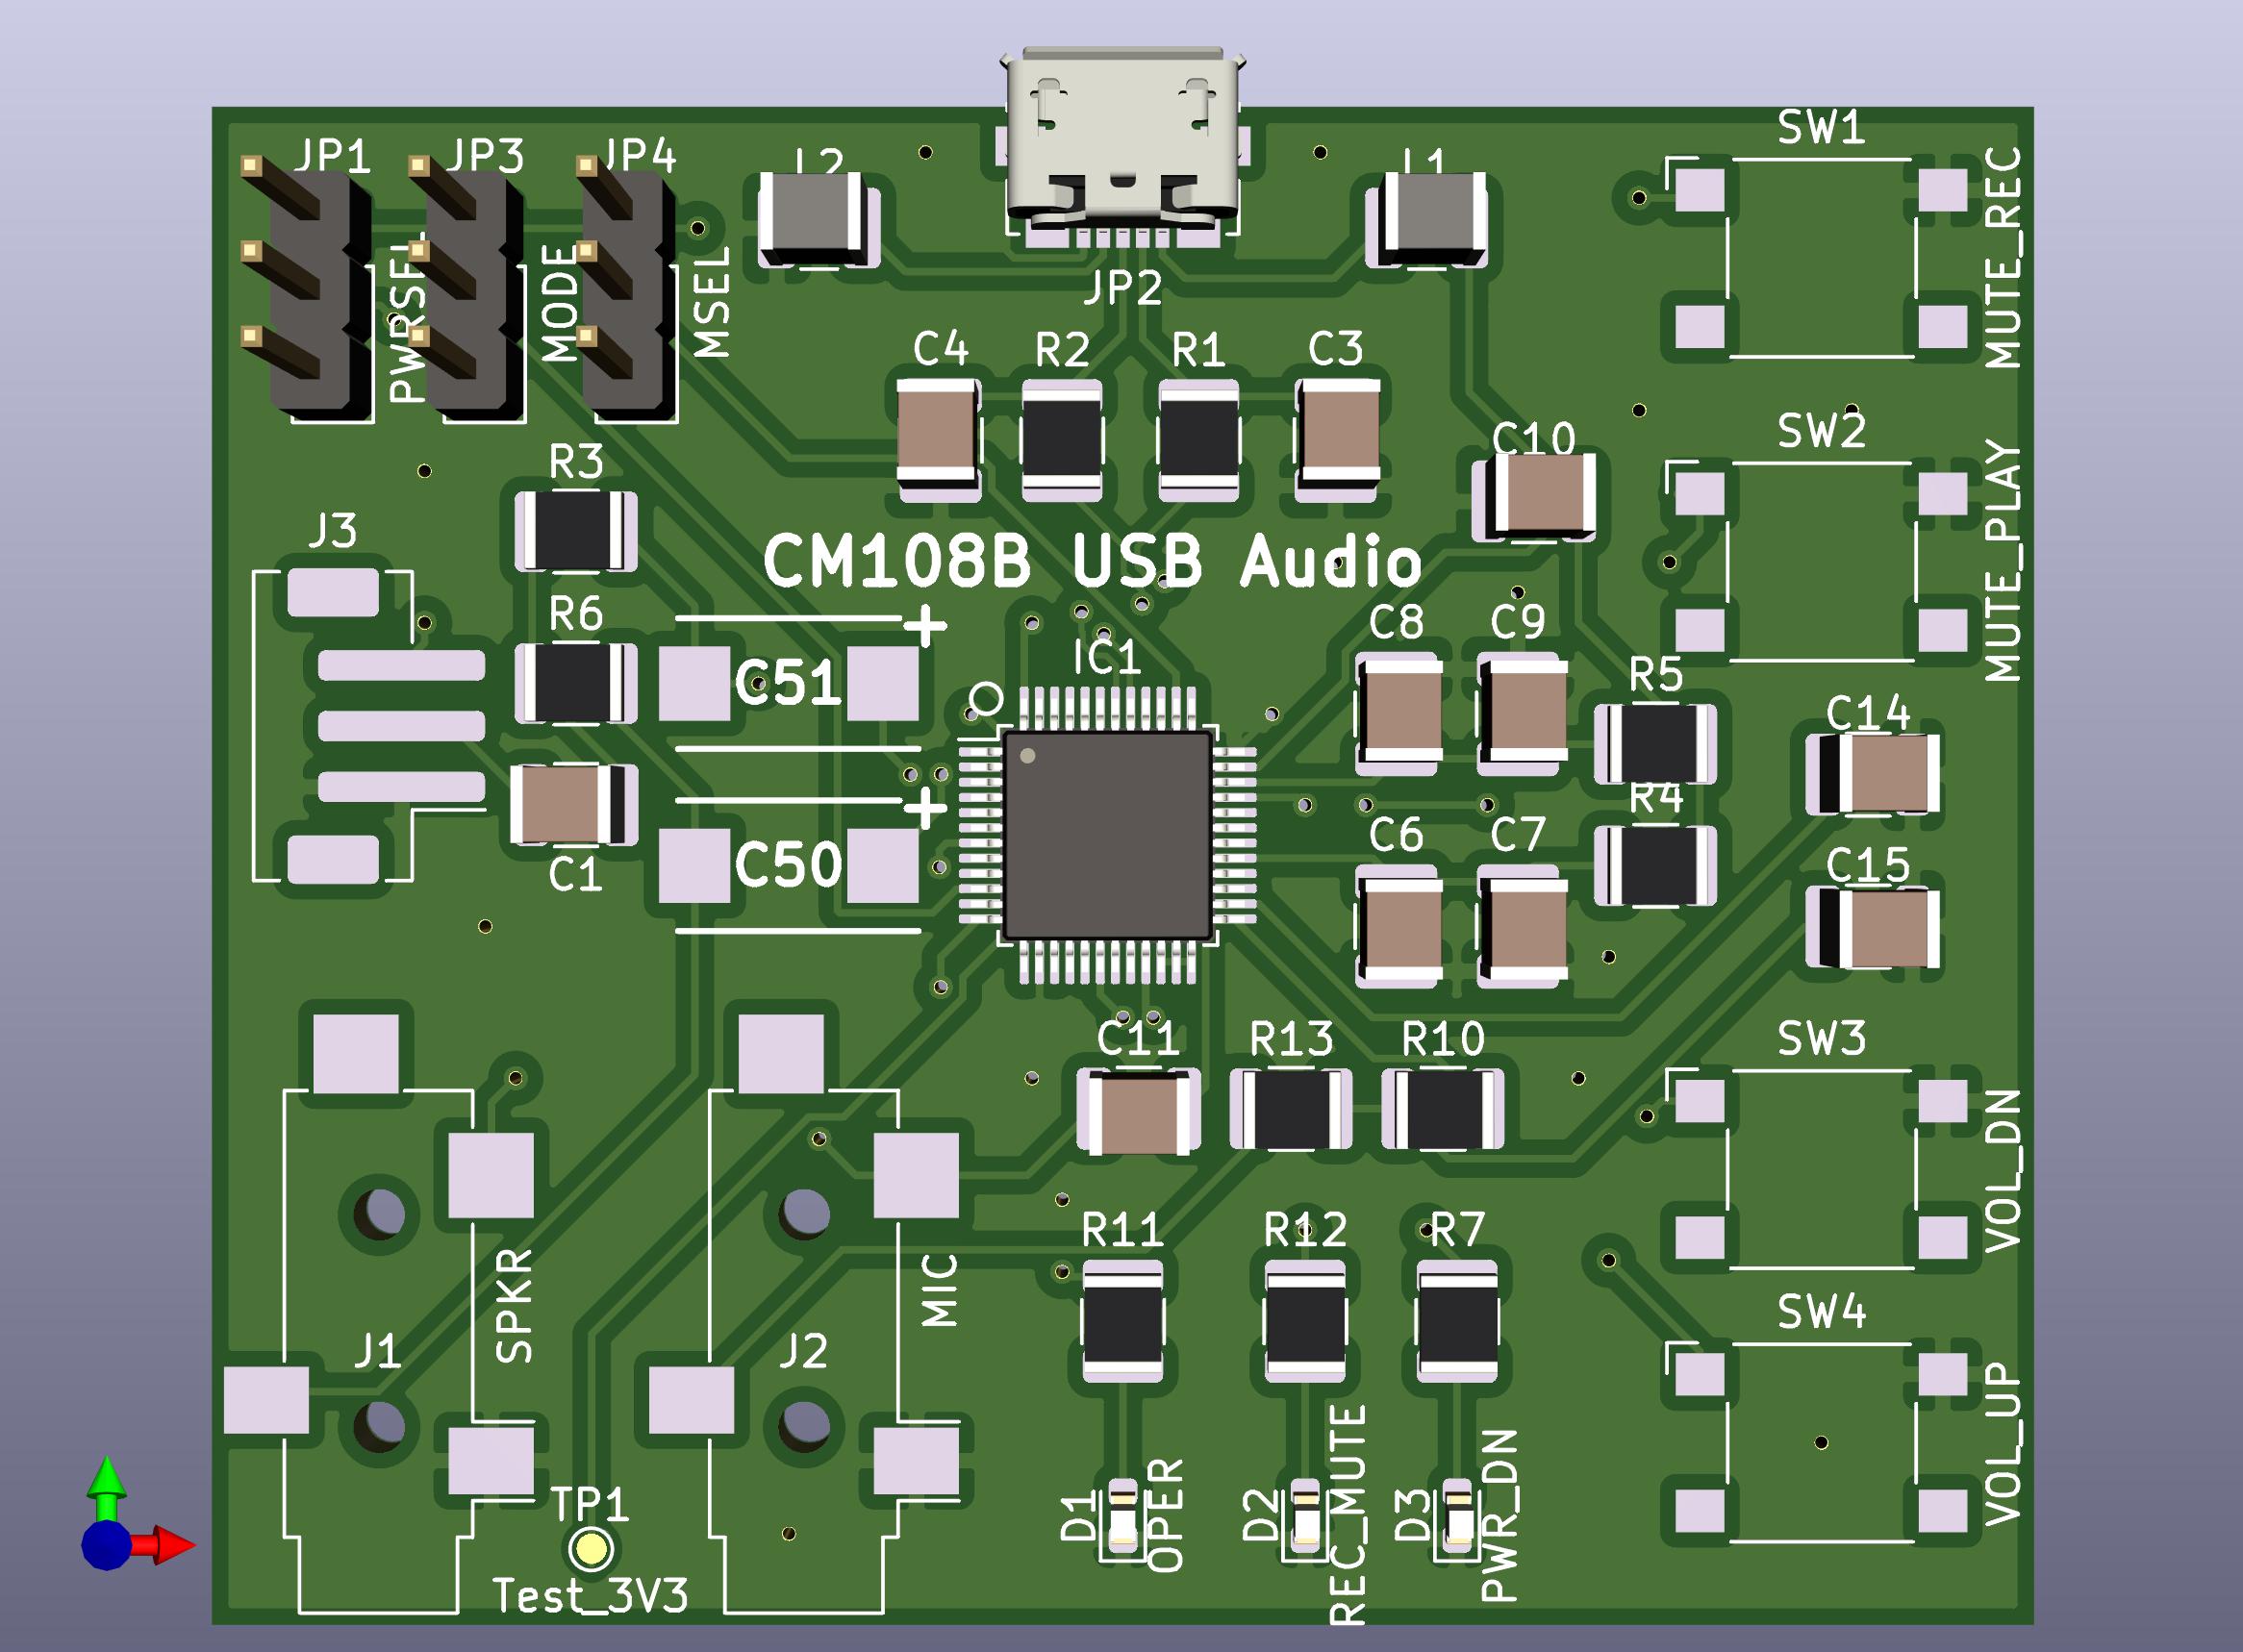 SW1
JP1 JP3 JP4
L2 L1
MUTE_REC
PWRSEL
MODE
MSEL
JP2
C4 R2 R1 C3
SW2
C10
R3
MUTE_PLAY
J3
CM108B USB Audio
R6
C8 C9
+
IC1
C51
R5
C14
+
R4
C6 C7
C50
C15
C1
C11 R13 R10 SW3
VOL_DN
R11 R12 R7
SPKR
MIC
SW4
J1 J2
VOL_UP
TP1
D1
OPER
D2
REC_MUTE
D3
PWR_DN
Test_3V3